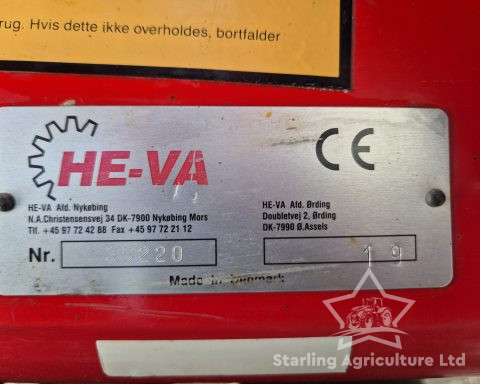 rug. Hvis dette ikke overholdes, bortfalder
HE-VA
CE
HE-VA Afd. Nykøbing
N.A.Christensensvej 34 DK-7900 Nykøbing Mors
Tlf. +45 97 72 42 88 Fax +45 97 72 21 12
HE-VA Afd. Ørding
Doubletvej 2, Ørding
DK-7990 Ø.Assels
Nr. 35220
19
Made in Denmark
Starling Agriculture Ltd